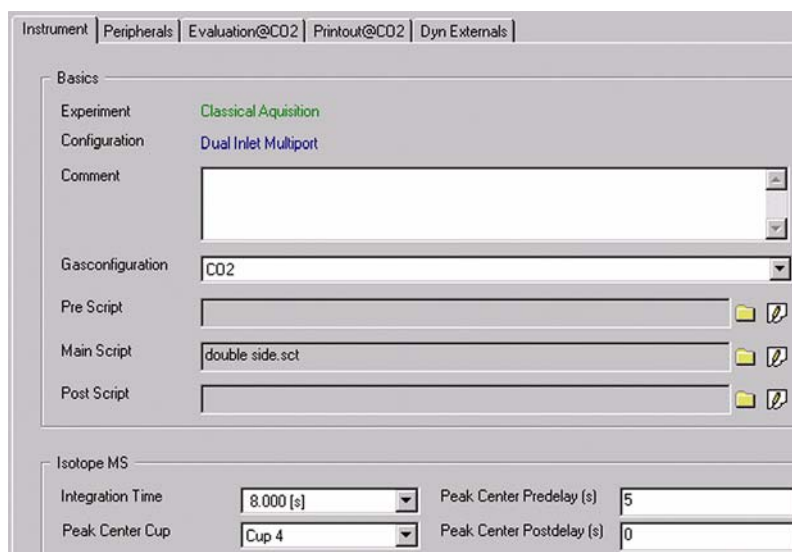 Instrument Peripherals Evaluation@CO2 Printout@CO2 Dyn Externals
Basics
Experiment Classical Aquisition
Configuration Dual Inlet Multiport
Comment
Gasconfiguration CO2
Pre Script
Main Script double side.sct
Post Script
Isotope MS
Integration Time 8.000 [s] Peak Center Predelay (s) 5
Peak Center Cup Cup 4 Peak Center Postdelay (s) 0